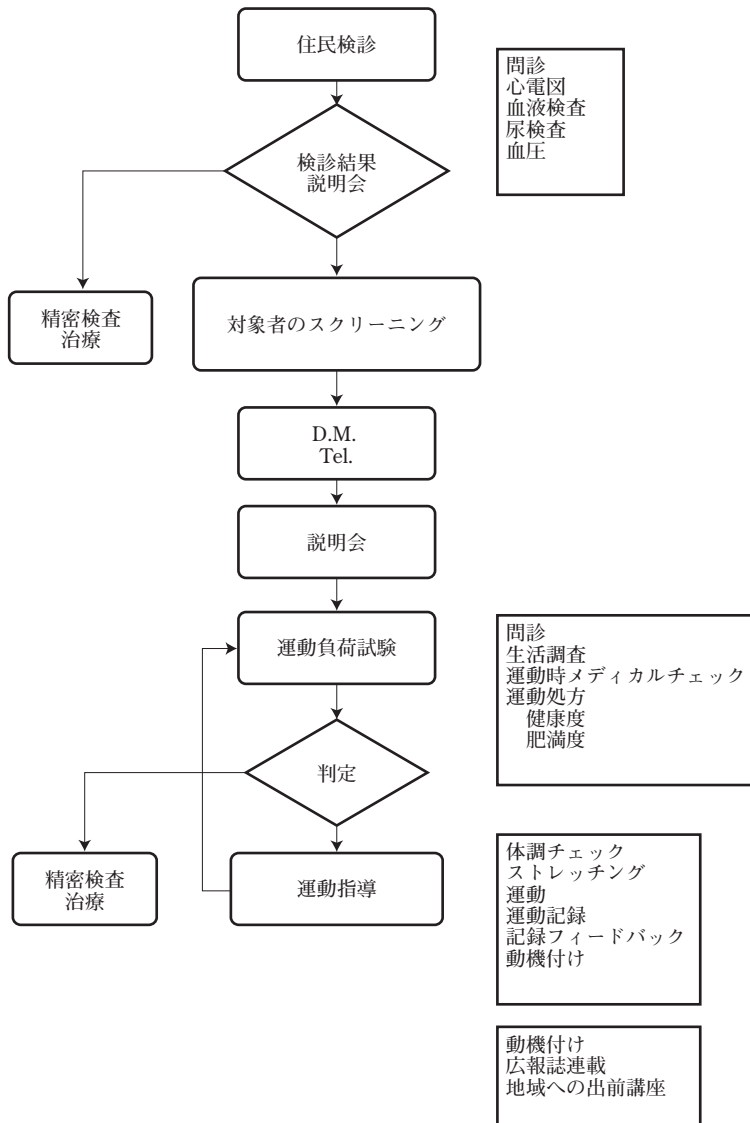 住民検診
問診
心電図
血液検査
尿検査
血圧
検診結果
説明会
精密検査
治療
対象者のスクリーニング
D.M.
Tel.
説明会
運動負荷試験
問診
生活調査
運動時メディカルチェック
運動処方
健康度
肥満度
判定
精密検査
治療
運動指導
体調チェック
ストレッチング
運動
運動記録
記録フィードバック
動機付け
動機付け
広報誌連載
地域への出前講座